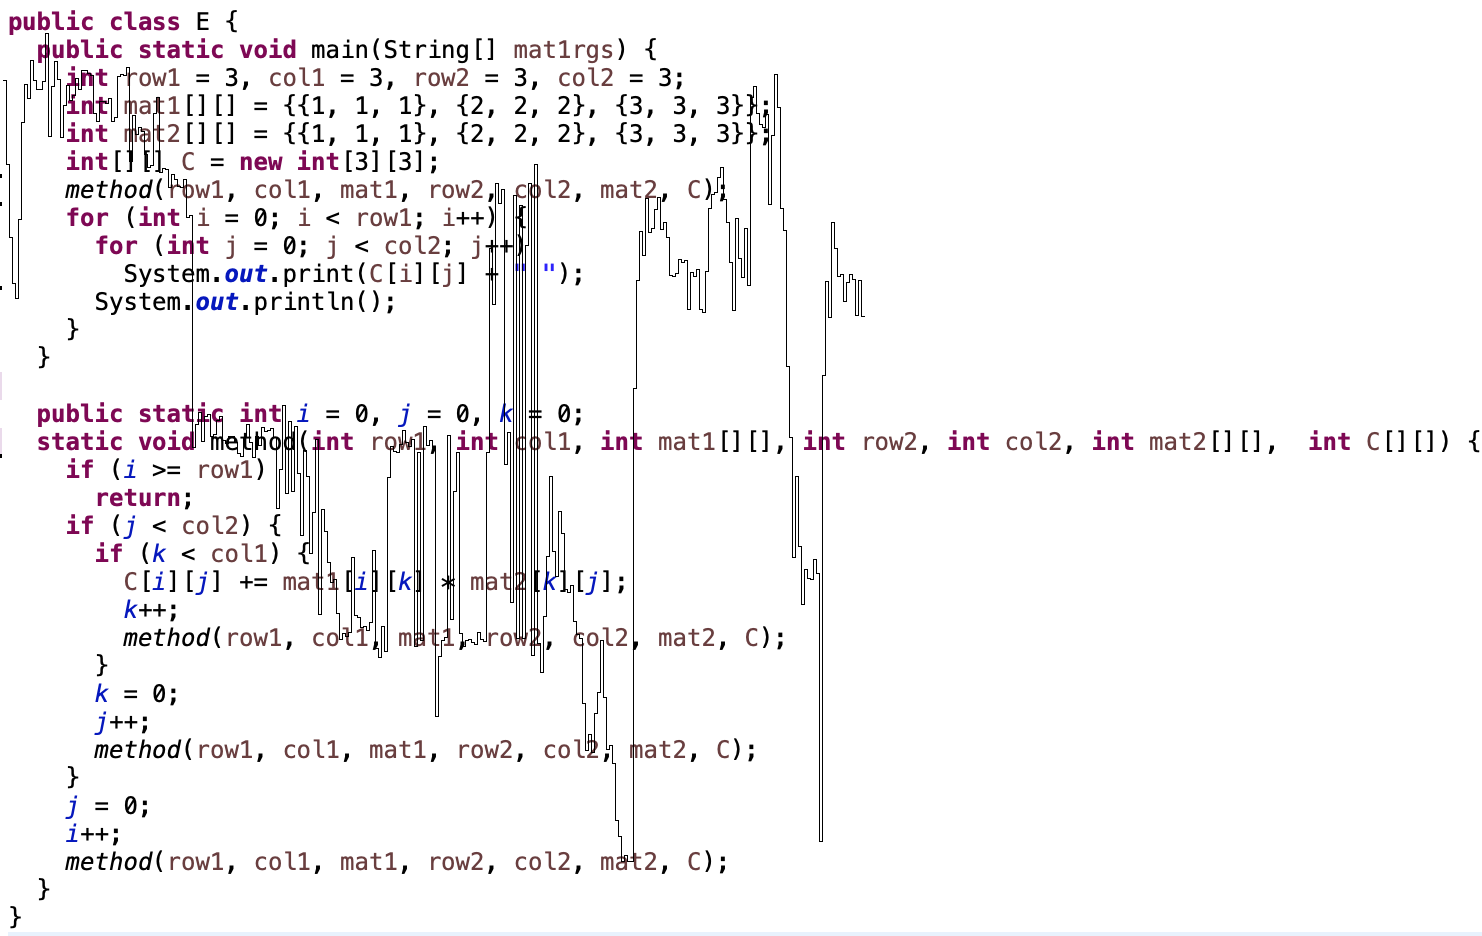 public class E {
  public static void main(String[] mat1rgs) {
    int row1 = 3, col1 = 3, row2 = 3, col2 = 3;
    int mat1[][] = {{1, 1, 1}, {2, 2, 2}, {3, 3, 3}};
    int mat2[][] = {{1, 1, 1}, {2, 2, 2}, {3, 3, 3}};
    int[][] C = new int[3][3];
    method(row1, col1, mat1, row2, col2, mat2, C);
    for (int i = 0; i < row1; i++) {
      for (int j = 0; j < col2; j++)
        System.out.print(C[i][j] + " ");
      System.out.println();
    }
  }

  public static int i = 0, j = 0, k = 0;
  static void method(int row1, int col1, int mat1[][], int row2, int col2, int mat2[][],  int C[][]) {
    if (i >= row1)
      return;
    if (j < col2) {
      if (k < col1) {
        C[i][j] += mat1[i][k] * mat2[k][j];
        k++;
        method(row1, col1, mat1, row2, col2, mat2, C);
      }
      k = 0;
      j++;
      method(row1, col1, mat1, row2, col2, mat2, C);
    }
    j = 0;
    i++;
    method(row1, col1, mat1, row2, col2, mat2, C);
  }
}